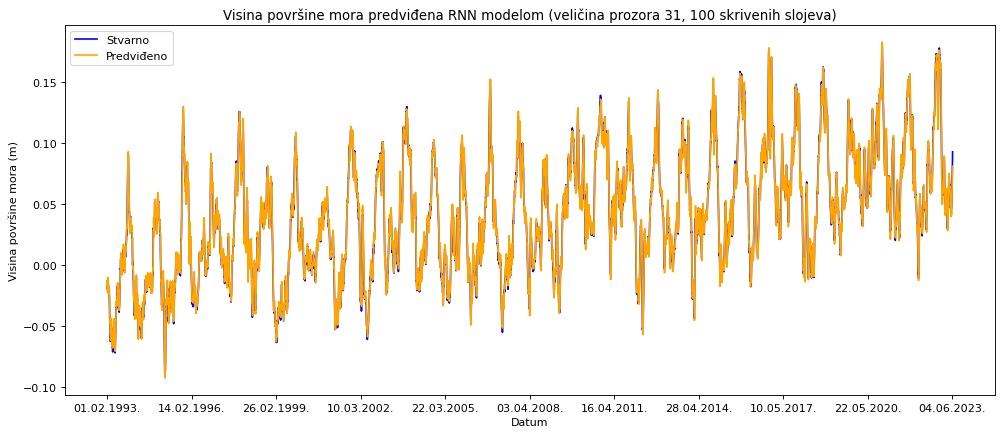 Visina površine mora predviđena RNN modelom (veličina prozora 31, 100 skrivenih slojeva)
Stvarno
Predviđeno
Visina površine mora (m)
0.15
0.10
0.05
0.00
−0.05
−0.10
01.02.1993. 14.02.1996. 26.02.1999. 10.03.2002. 22.03.2005. 03.04.2008. 16.04.2011. 28.04.2014. 10.05.2017. 22.05.2020. 04.06.2023.
Datum